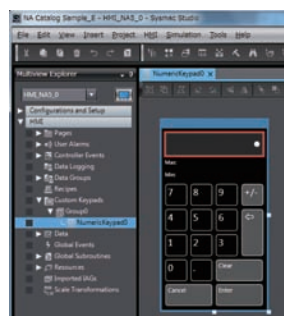 NA Catalog Sample_E - HMI_NA5_0 - Sysmac Studio
File Edit View Insert Project HMI Simulation Tools Help
Multiview Explorer
NumericKeypad0 x
HMI_NA5_0
Configurations and Setup
HMI
Pages
User Alarms
Controller Events
Data Logging
Data Groups
Recipes
Custom Keypads
Group0
NumericKeypad0
Data
Global Events
Global Subroutines
Resources
Imported IAGs
Scale Transformations
Max:
Min:
7 8 9 +/-
4 5 6
1 2 3
0 . Clear
Cancel Enter